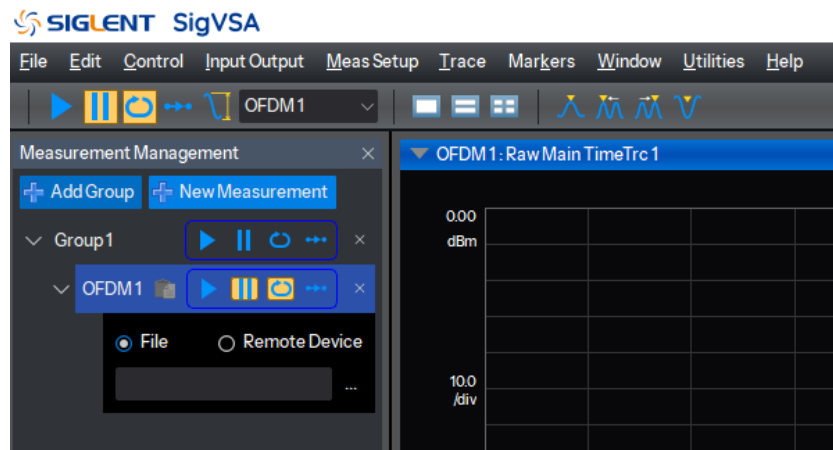 SIGLENT SigVSA
File Edit Control Input Output Meas Setup Trace Markers Window Utilities Help
OFDM1
Measurement Management
OFDM1: Raw Main TimeTrc1
Add Group New Measurement
Group1
OFDM1
File Remote Device
...
0.00
dBm
10.0
/div